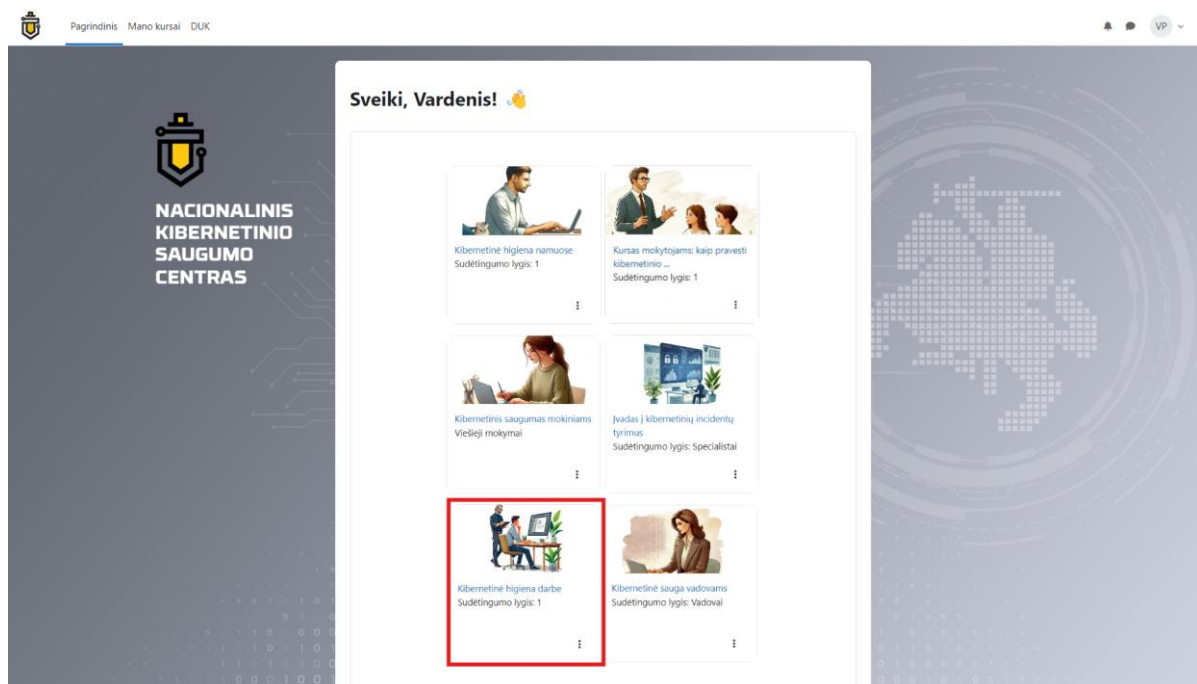 Pagrindinis Mano kursai DUK
VP
NACIONALINIS
KIBERNETINIO
SAUGUMO
CENTRAS
Sveiki, Vardenis! 👋
Kibernetinė higiena namuose
Sudėtingumo lygis: 1
Kursas mokytojams: kaip pravesti
kibernetinio ...
Sudėtingumo lygis: 1
Kibernetinis saugumas mokiniams
Viešieji mokymai
Įvadas į kibernetinių incidentų
tyrimus
Sudėtingumo lygis: Specialistai
Kibernetinė higiena darbe
Sudėtingumo lygis: 1
Kibernetinė sauga vadovams
Sudėtingumo lygis: Vadovai